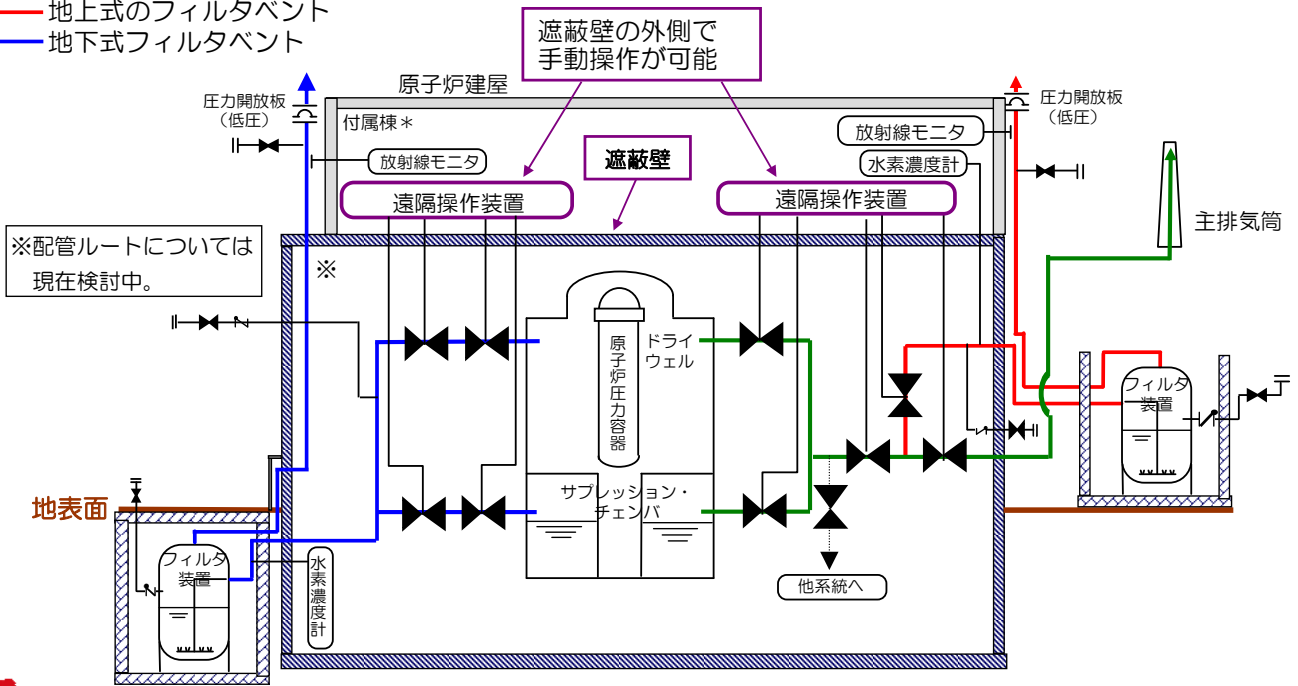 地上式のフィルタベント
地下式フィルタベント
遮蔽壁の外側で
手動操作が可能
原子炉建屋
圧力開放板
（低圧）
付属棟＊
放射線モニタ
遮蔽壁
放射線モニタ
水素濃度計
圧力開放板
（低圧）
遠隔操作装置
遠隔操作装置
主排気筒
※配管ルートについては
現在検討中。
※
原子炉圧力容器
ドライ
ウェル
フィルタ
装置
サプレッション・
チェンバ
地表面
フィルタ
装置
水素濃度計
他系統へ